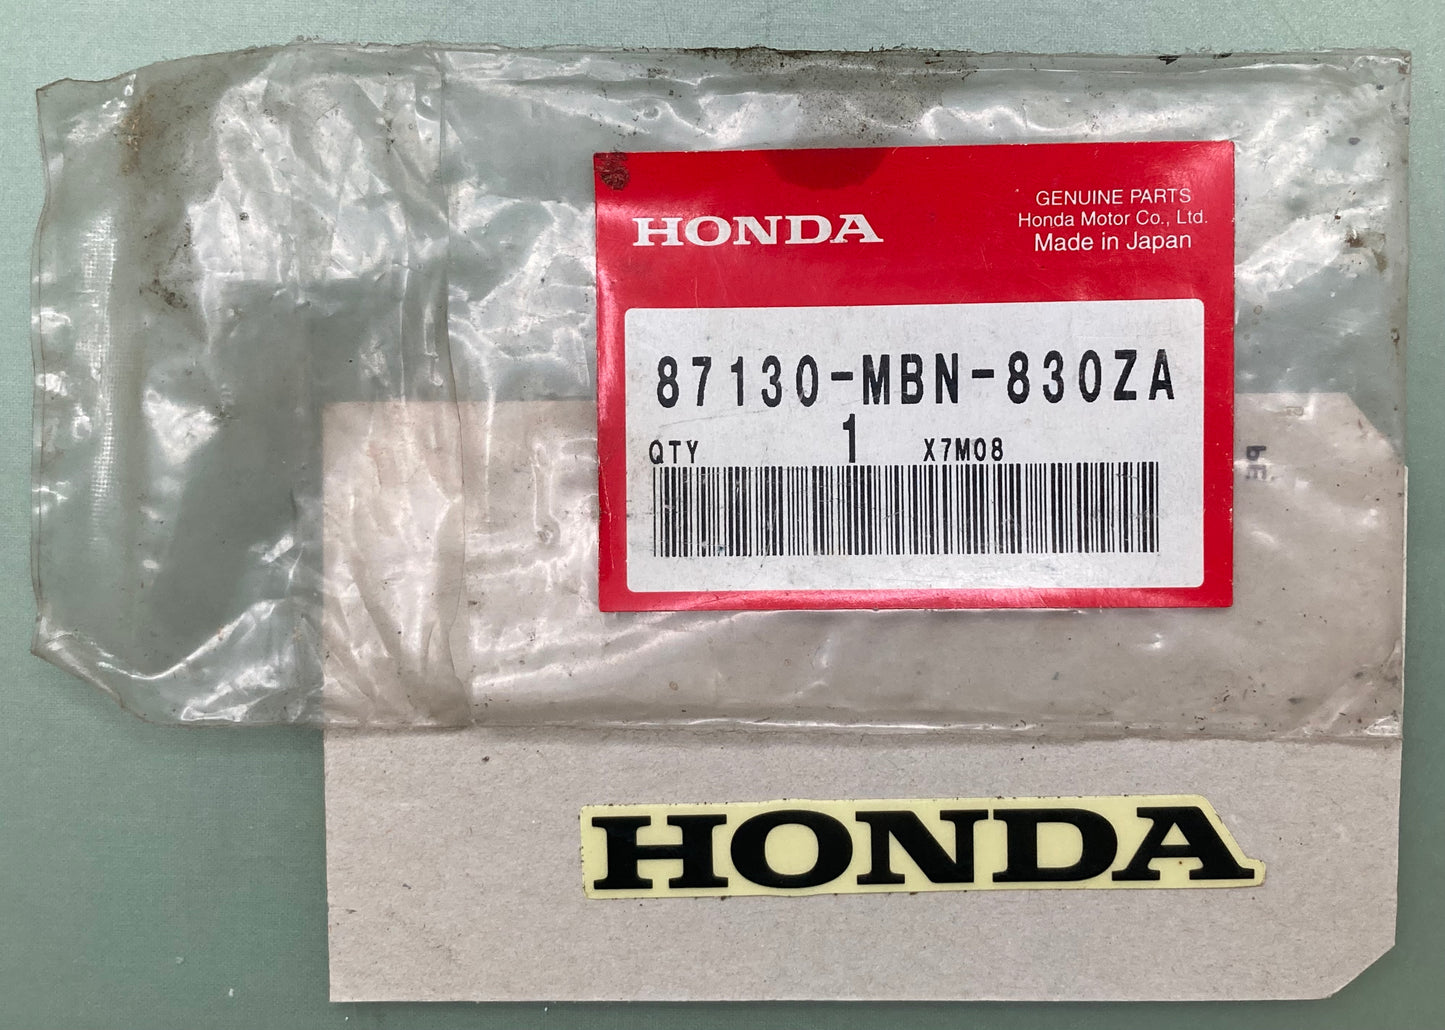 HONDA
GENUINE PARTS
Honda Motor Co., Ltd.
Made in Japan
87130-MBN-830ZA
QTY 1 X7M08
HONDA